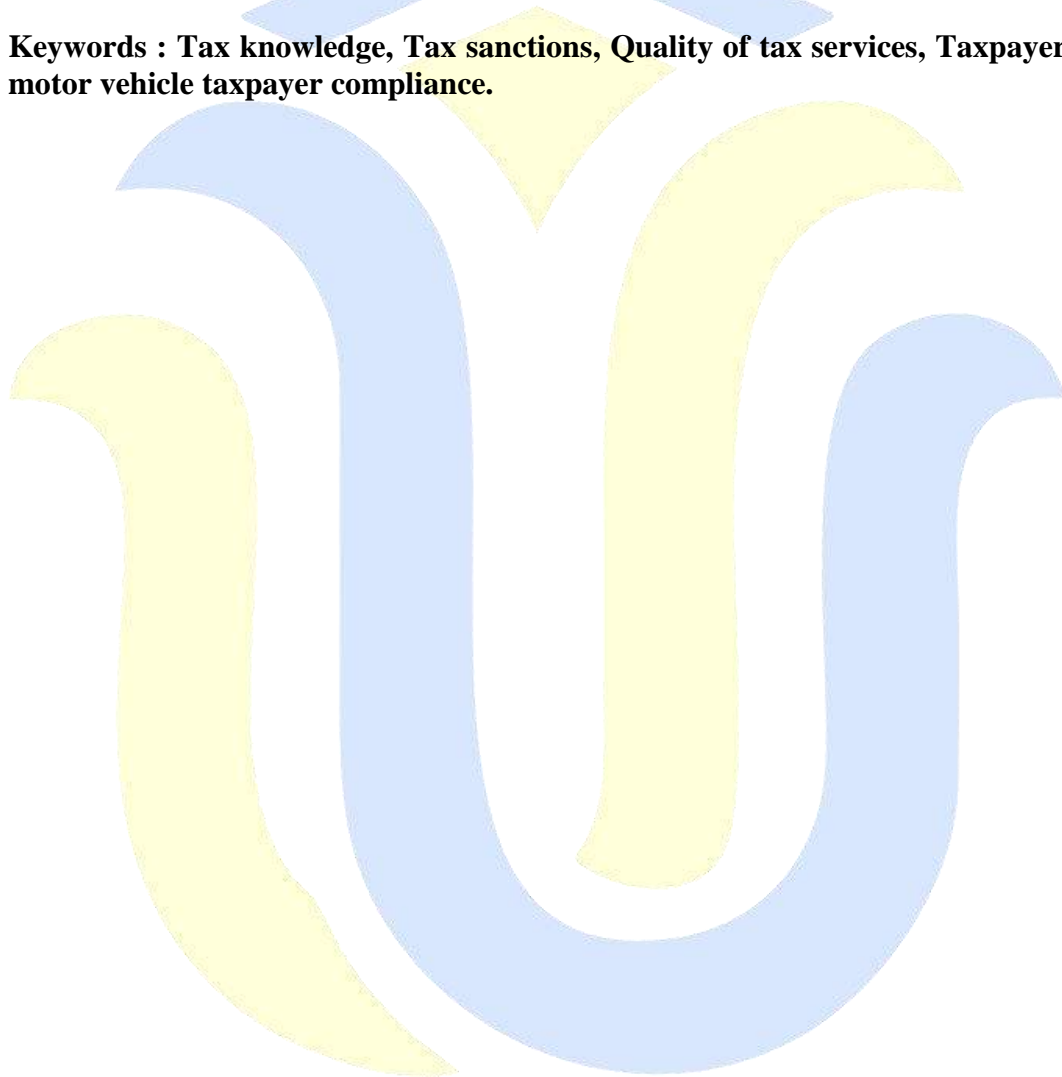 Keywords : Tax knowledge, Tax sanctions, Quality of tax services, Taxpayer
motor vehicle taxpayer compliance.